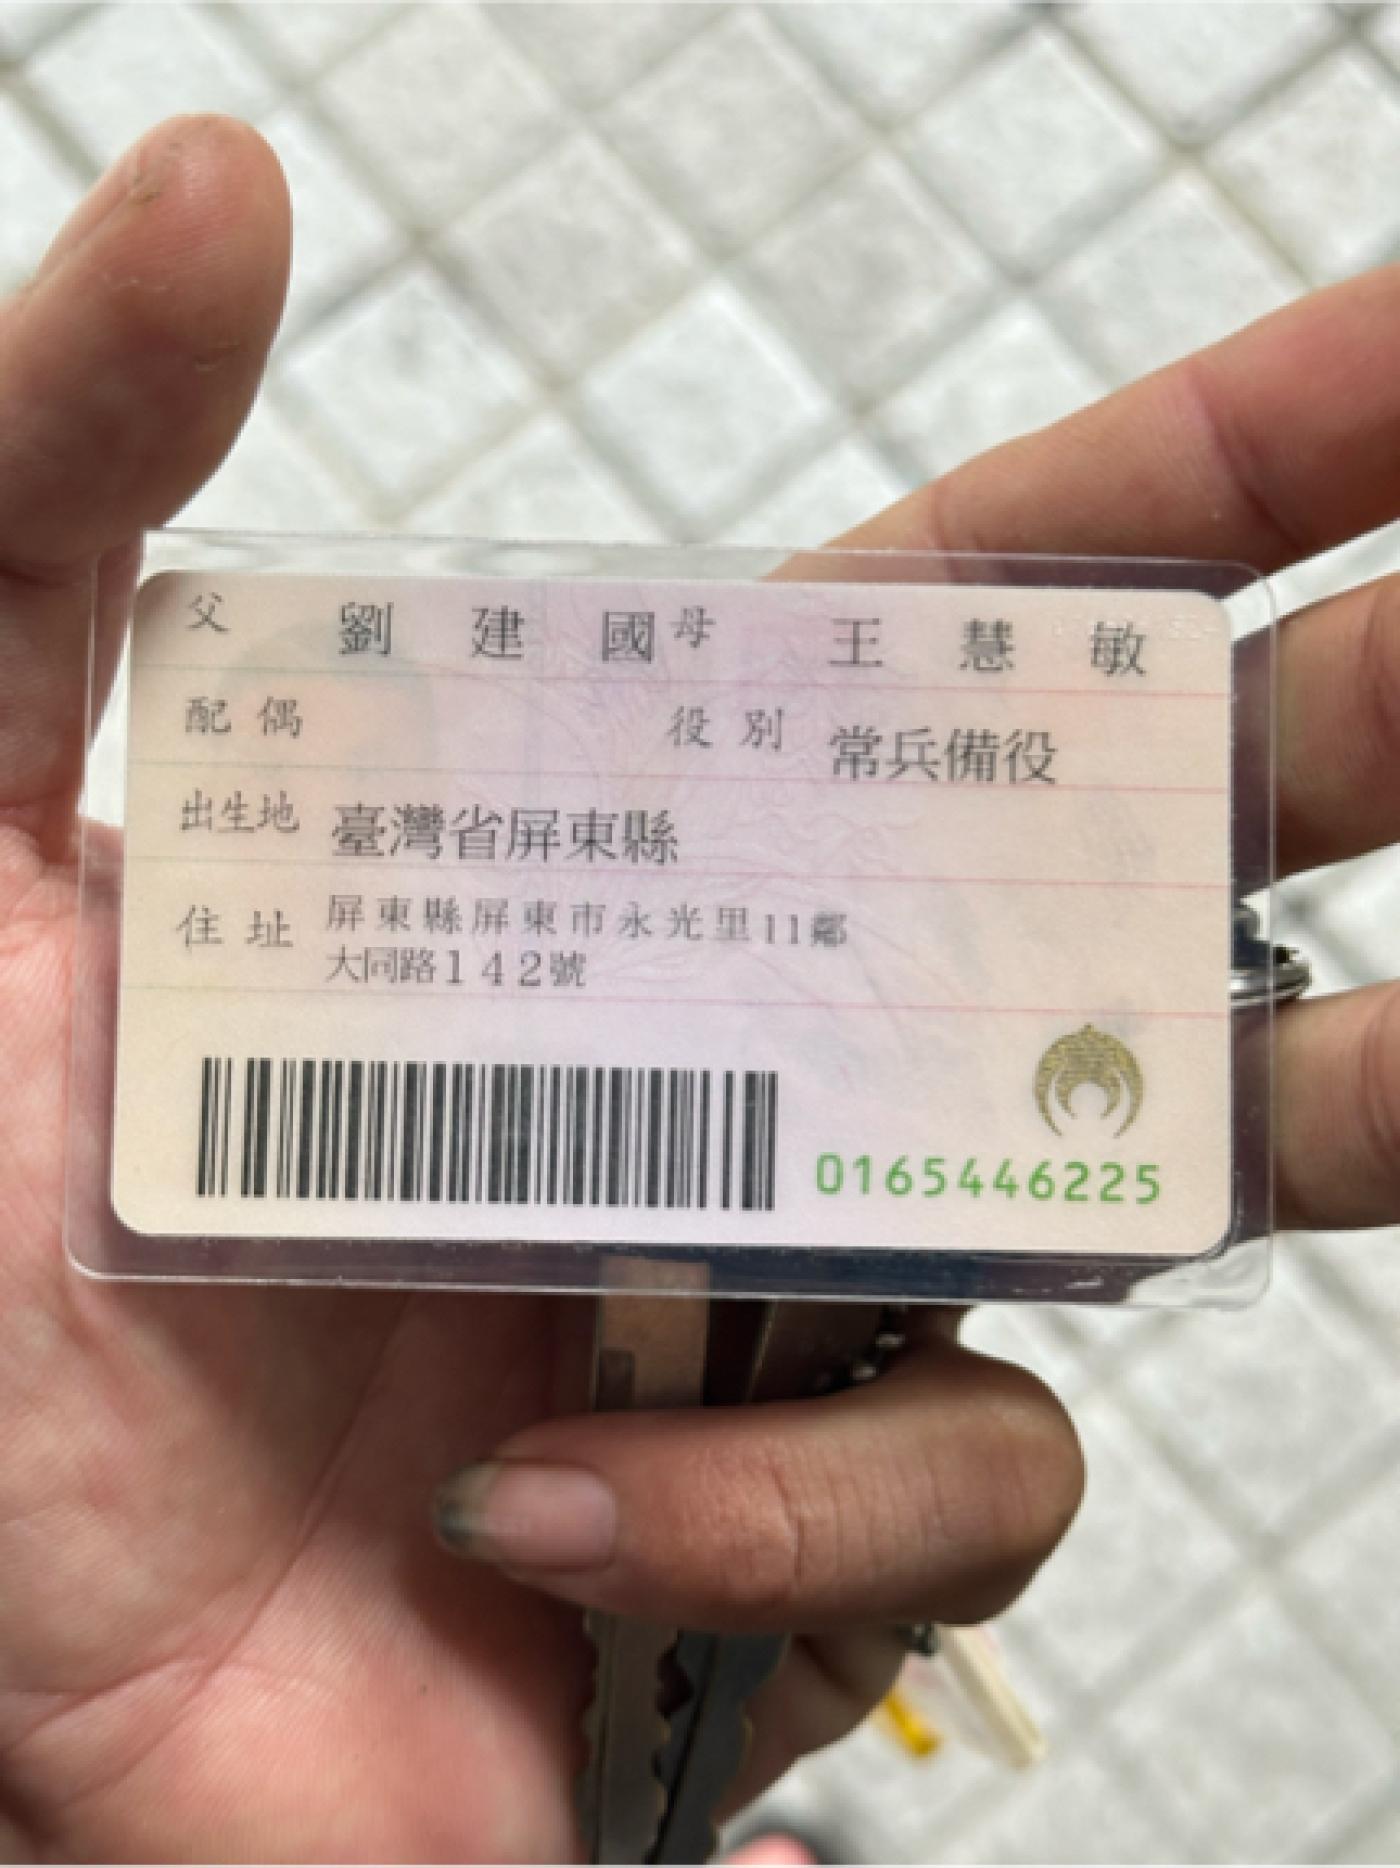 父 劉建國 母 王慧敏
配偶 役別 常兵備役
出生地 臺灣省屏東縣
住址 屏東縣屏東市永光里11鄰
大同路142號
0165446225